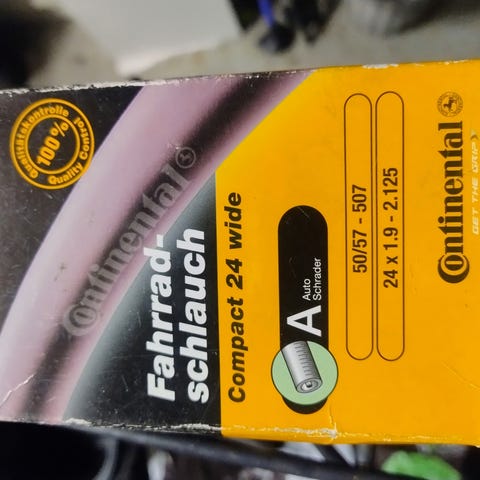 Qualitätskontrolle
100%
Quality Control
Continental
Fahrrad-
schlauch
Compact 24 wide
A
Auto
Schrader
50/57 - 507
24 x 1.9 - 2.125
Continental
GET THE GRIP